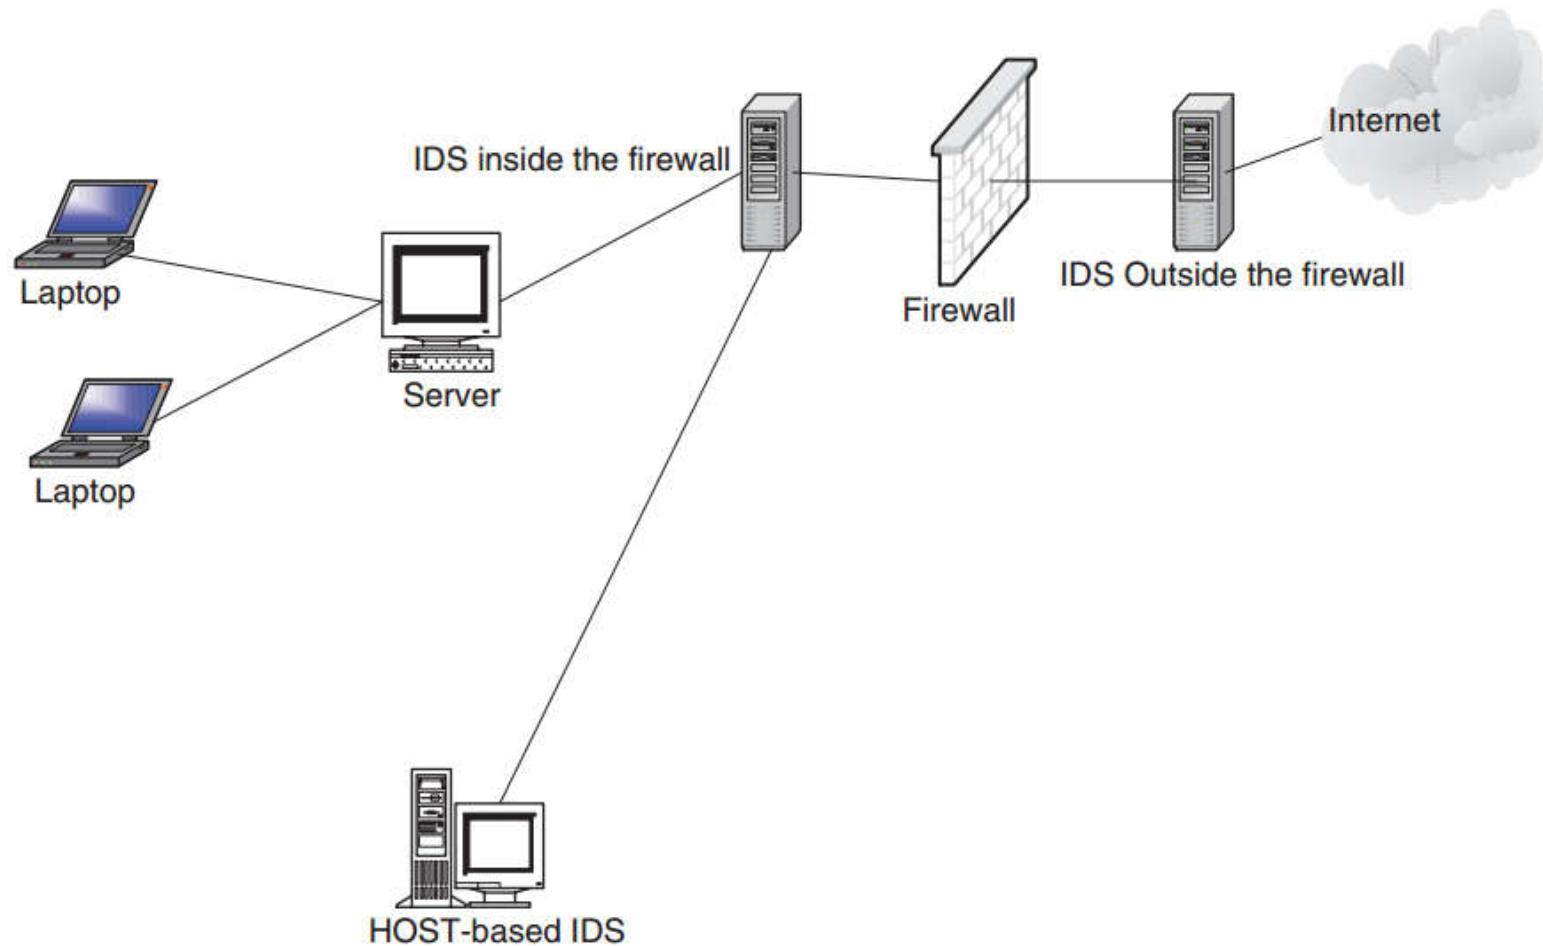 Internet
IDS inside the firewall
IDS Outside the firewall
Laptop
Firewall
Server
Laptop
HOST-based IDS